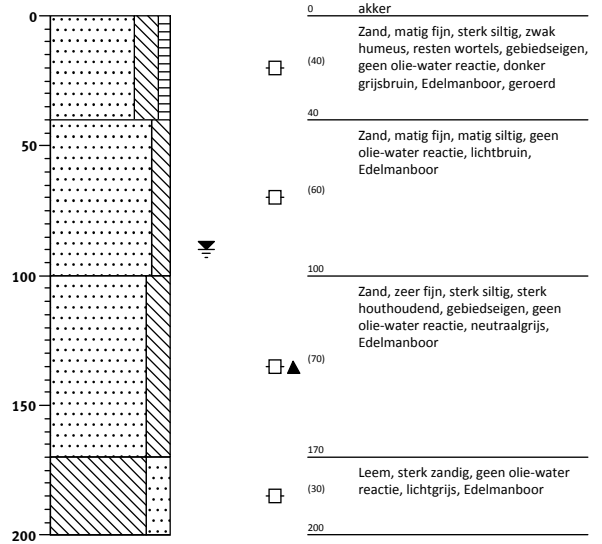 0
50
100
150
200
0 akker
Zand, matig fijn, sterk siltig, zwak
humeus, resten wortels, gebiedseigen,
(40) geen olie-water reactie, donker
grijsbruin, Edelmanboor, geroerd
40
Zand, matig fijn, matig siltig, geen
olie-water reactie, lichtbruin,
Edelmanboor
(60)
100
Zand, zeer fijn, sterk siltig, sterk
houthoudend, gebiedseigen, geen
olie-water reactie, neutraalgrijs,
Edelmanboor
(70)
170
Leem, sterk zandig, geen olie-water
(30) reactie, lichtgrijs, Edelmanboor
200